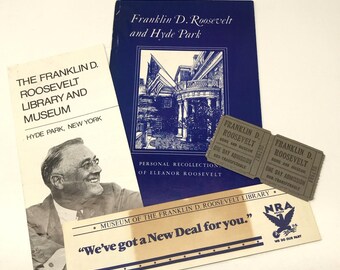 THE FRANKLIN D.
ROOSEVELT
LIBRARY AND
MUSEUM
HYDE PARK, NEW YORK
Franklin D. Roosevelt
and Hyde Park
PERSONAL RECOLLECTIONS
OF ELEANOR ROOSEVELT
FRANKLIN D.
ROOSEVELT
FRANKLIN D.
ROOSEVELT
MUSEUM OF THE FRANKLIN D. ROOSEVELT LIBRARY
"We've got a New Deal for you."
NRA
WE DO OUR PART